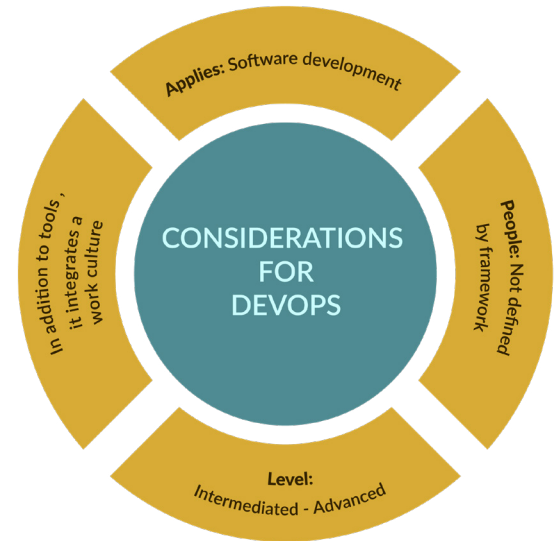 Applies: Software development
CONSIDERATIONS
FOR
DEVOPS
People: Not defined
by framework
Level:
Intermediated - Advanced
In addition to tools ,
it integrates a
work culture